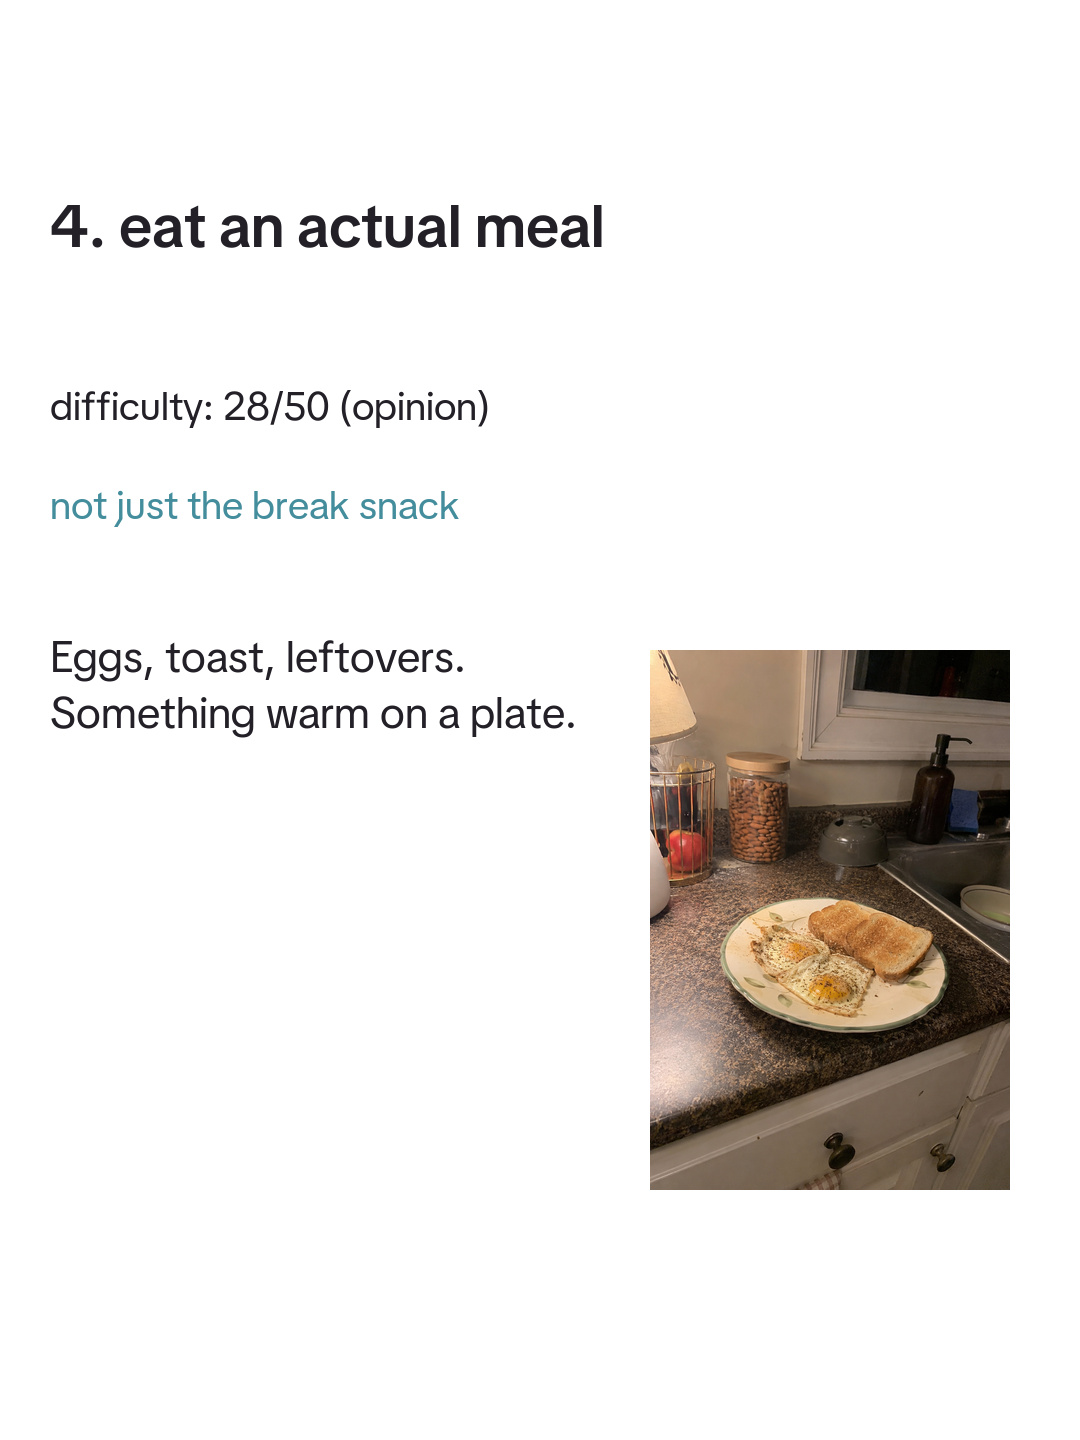 4. eat an actual meal
difficulty: 28/50 (opinion)
not just the break snack
Eggs, toast, leftovers.
Something warm on a plate.